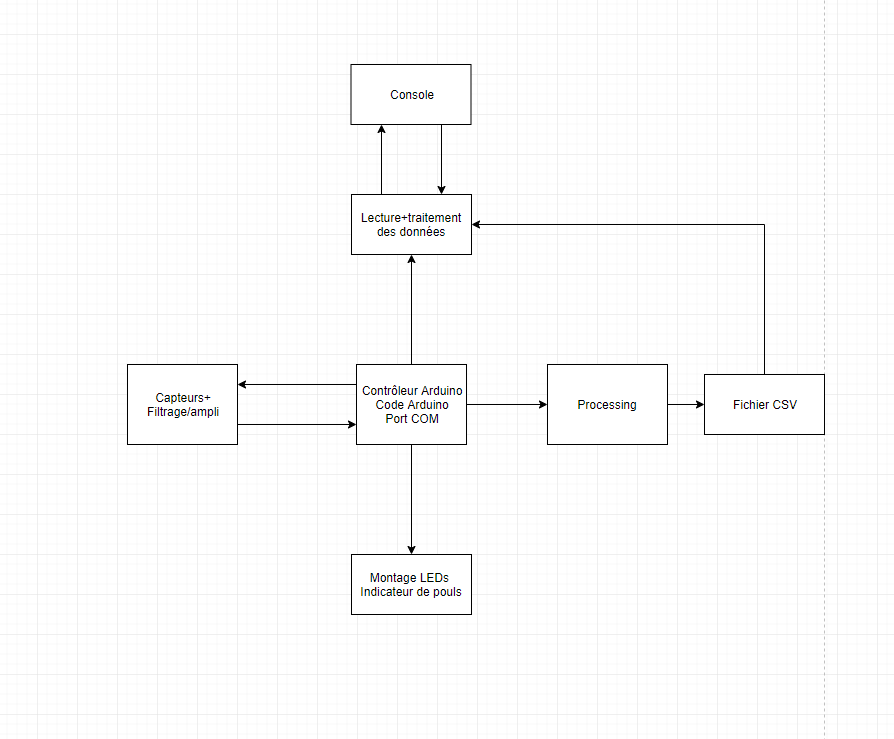 Console
Lecture+traitement
des données
Capteurs+
Filtrage/ampli
Contrôleur Arduino
Code Arduino
Port COM
Processing
Fichier CSV
Montage LEDs
Indicateur de pouls